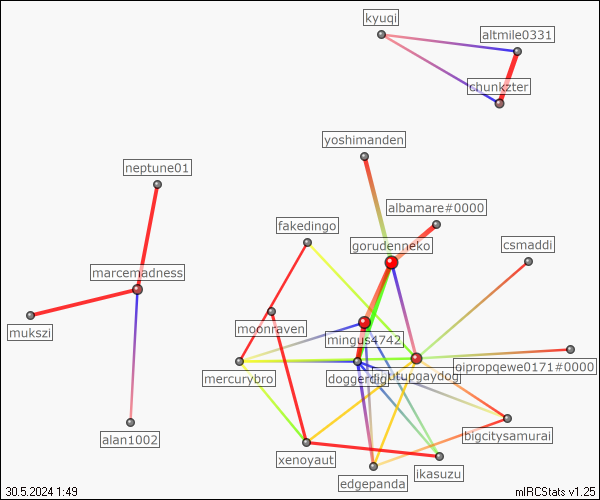 kyuqi
altmile0331
chunkzter
yoshimanden
neptune01
albamare#0000
fakedingo
gorudenneko
csmaddi
marcemadness
moonraven
mukszi
mingus4742
oipropqewe0171#0000
mercurybro
doggerdig
bigcitysamurai
alan1002
xenoyaut
ikasuzu
edgepanda
30.5.2024 1:49
mIRCStats v1.25